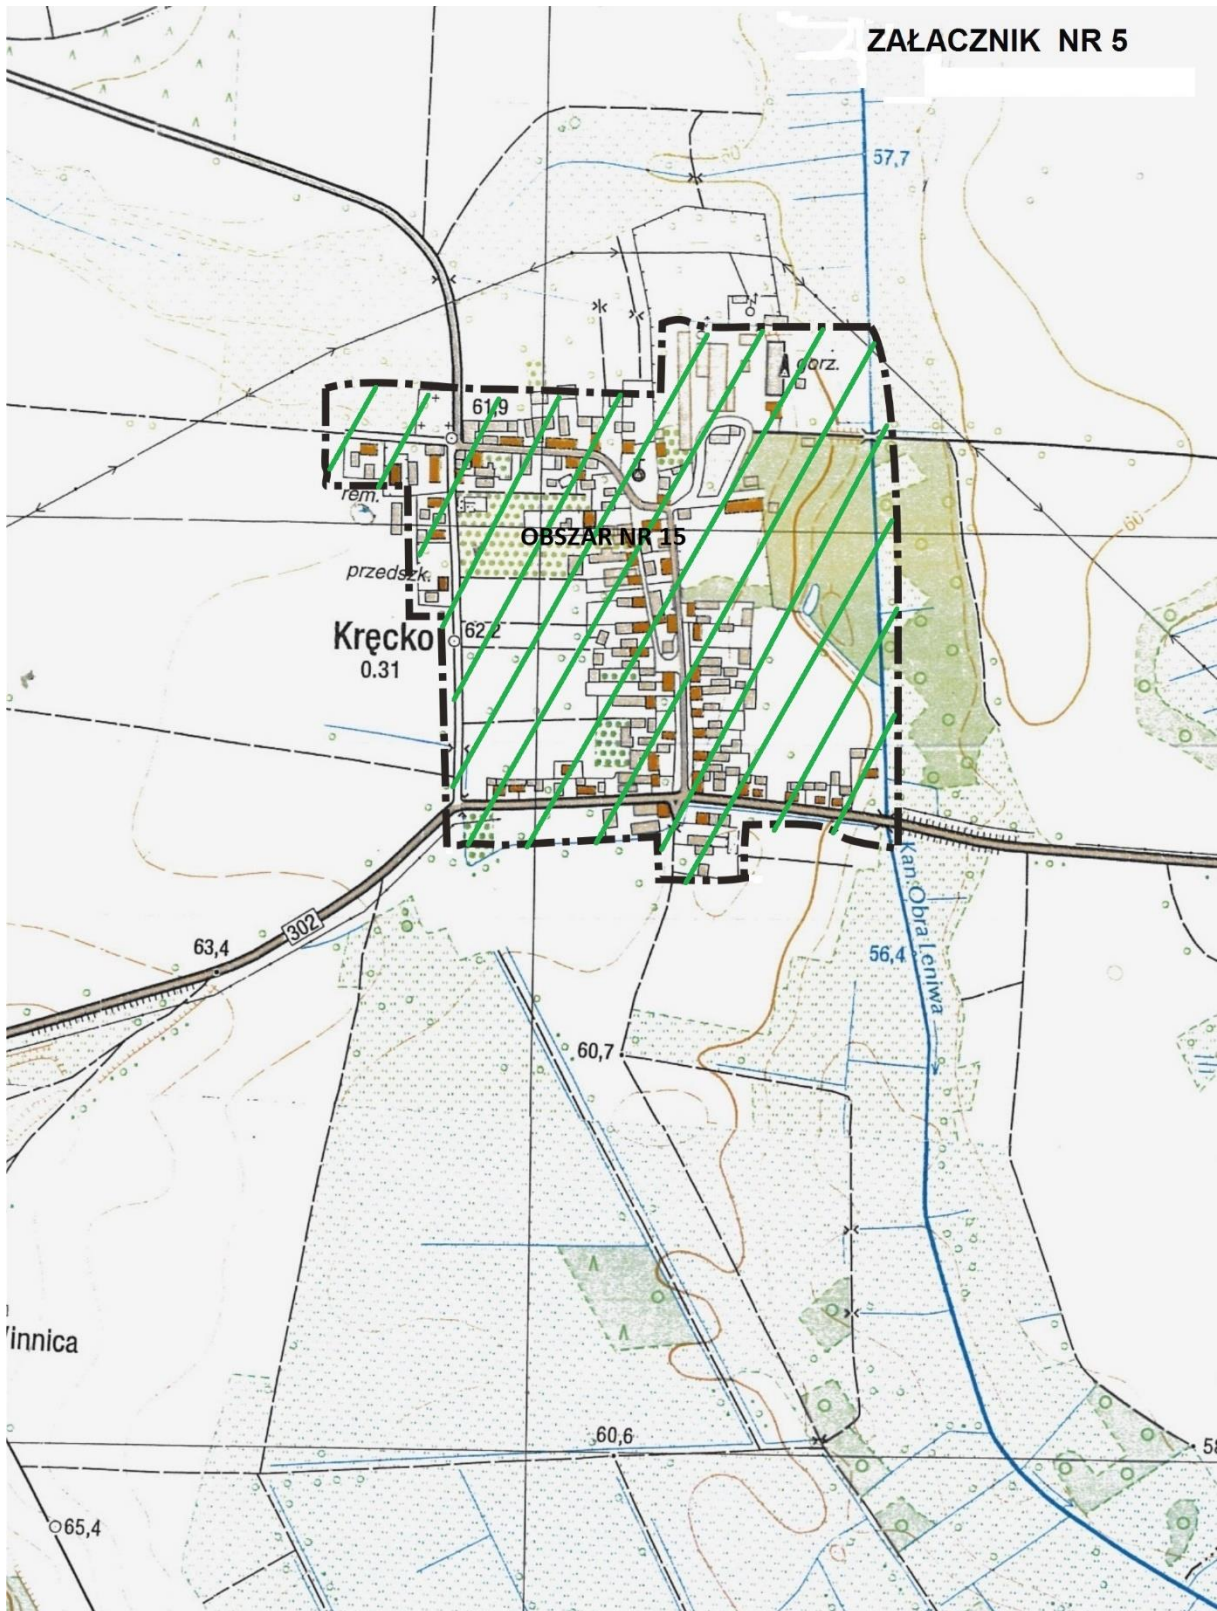 ZAŁACZNIK NR 5
57,7
gorz.
61,9
rem.
OBSZAR NR 15
przedszk.
Kręcko
62,2
0.31
60
302
63,4
Kan. Obra Leniwa
56,4
60,7
60,6
65,4